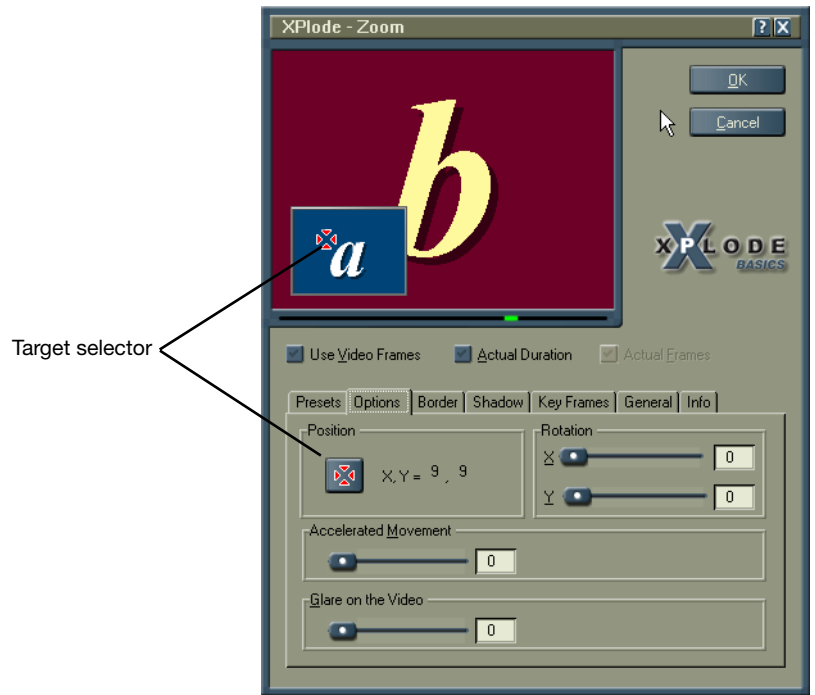 XPlode - Zoom
? X
b
a
OK
Cancel
XPLODE
BASICS
Target selector
Use Video Frames
Actual Duration
Actual Frames
Presets
Options
Border
Shadow
Key Frames
General
Info
Position
X, Y = 9 , 9
Rotation
X 0
Y 0
Accelerated Movement
0
Glare on the Video
0